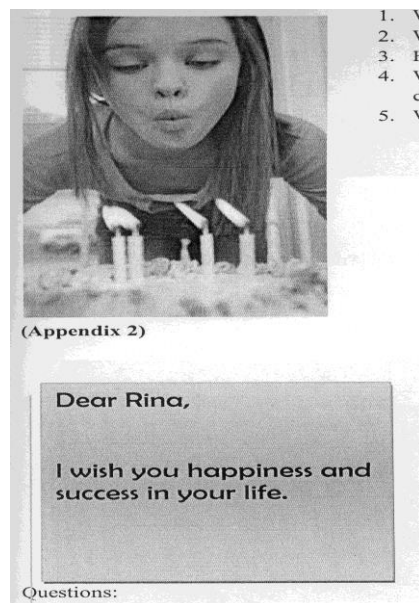 1.
2.
3.
4.
5.
(Appendix 2)
Dear Rina,
I wish you happiness and
success in your life.
Questions: